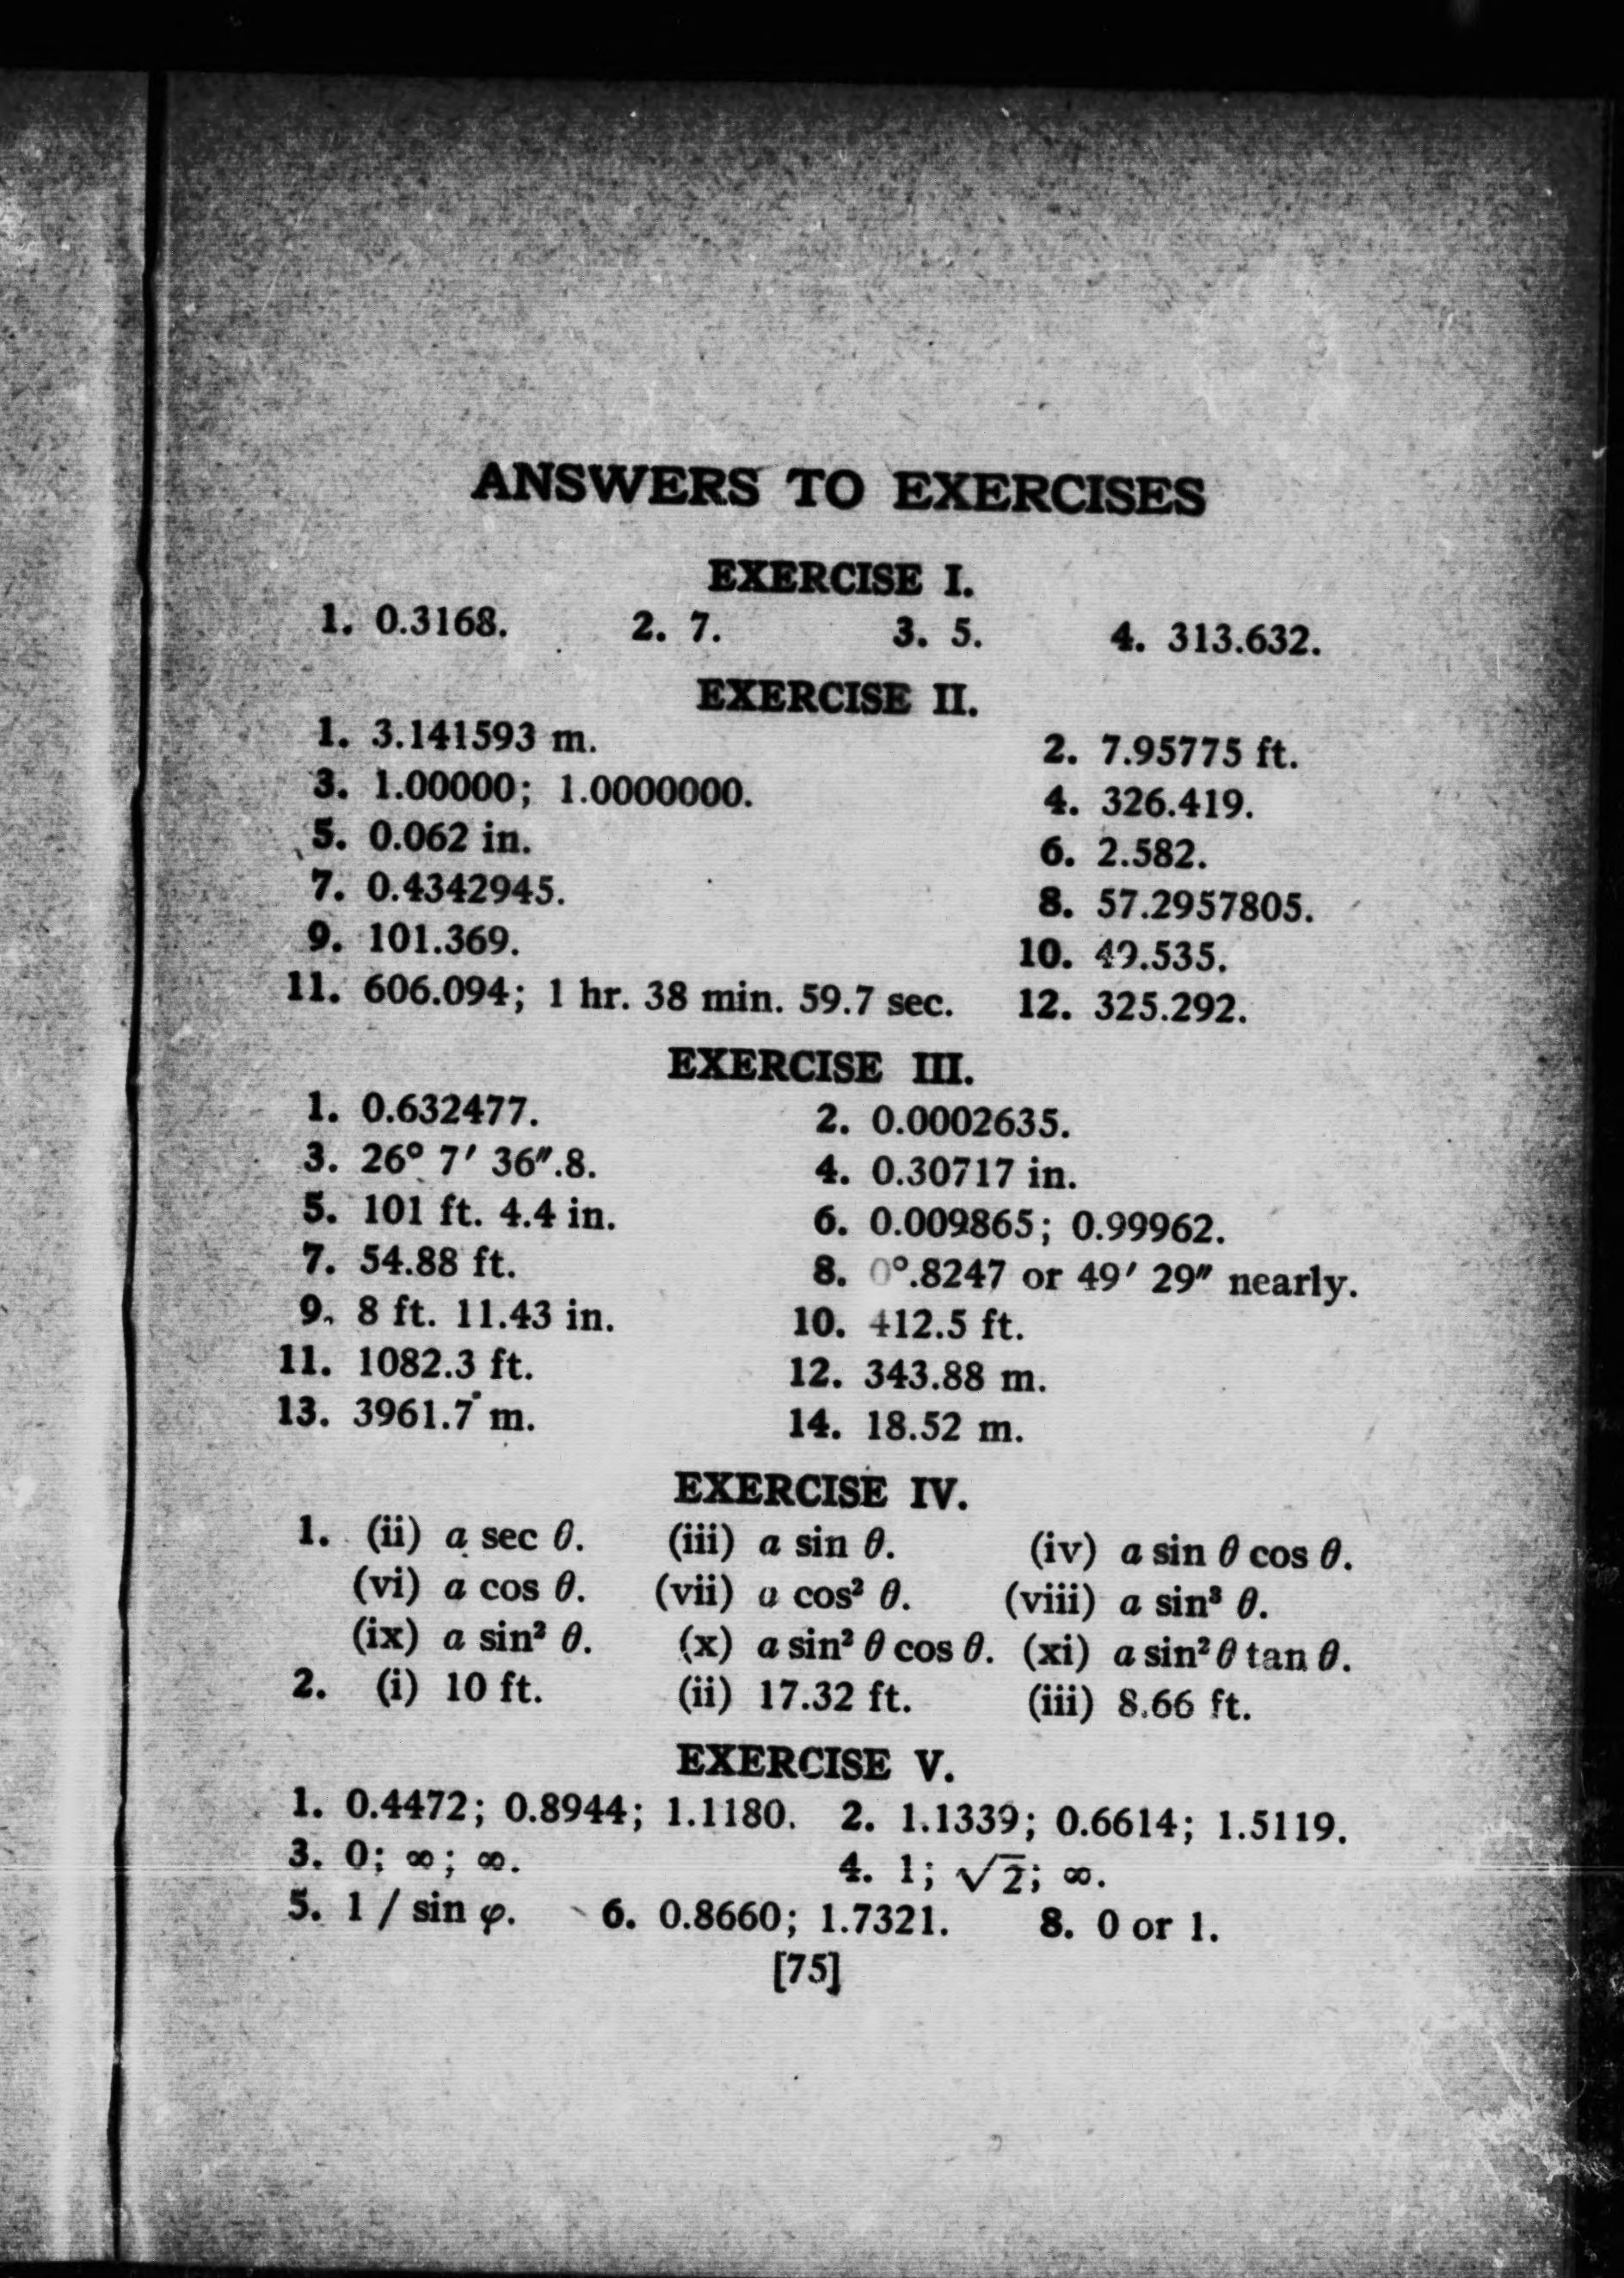 ANSWERS TO EXERCISES
EXERCISE I.
1. 0.3168. 2. 7. 3. 5. 4. 313.632.
EXERCISE II.
1. 3.141593 m. 2. 7.95775 ft.
3. 1.00000; 1.0000000. 4. 326.419.
5. 0.062 in. 6. 2.582.
7. 0.4342945. 8. 57.2957805.
9. 101.369. 10. 49.535.
11. 606.094; 1 hr. 38 min. 59.7 sec. 12. 325.292.
EXERCISE III.
1. 0.632477. 2. 0.0002635.
3. 26° 7′ 36″.8. 4. 0.30717 in.
5. 101 ft. 4.4 in. 6. 0.009865; 0.99962.
7. 54.88 ft. 8. 0°.8247 or 49′ 29″ nearly.
9. 8 ft. 11.43 in. 10. 412.5 ft.
11. 1082.3 ft. 12. 343.88 m.
13. 3961.7 m. 14. 18.52 m.
EXERCISE IV.
1. (ii) a sec θ. (iii) a sin θ. (iv) a sin θ cos θ.
(vi) a cos θ. (vii) a cos² θ. (viii) a sin³ θ.
(ix) a sin² θ. (x) a sin² θ cos θ. (xi) a sin² θ tan θ.
2. (i) 10 ft. (ii) 17.32 ft. (iii) 8.66 ft.
EXERCISE V.
1. 0.4472; 0.8944; 1.1180. 2. 1.1339; 0.6614; 1.5119.
3. 0; ∞; ∞. 4. 1; √2; ∞.
5. 1 / sin φ. 6. 0.8660; 1.7321. 8. 0 or 1.
[75]